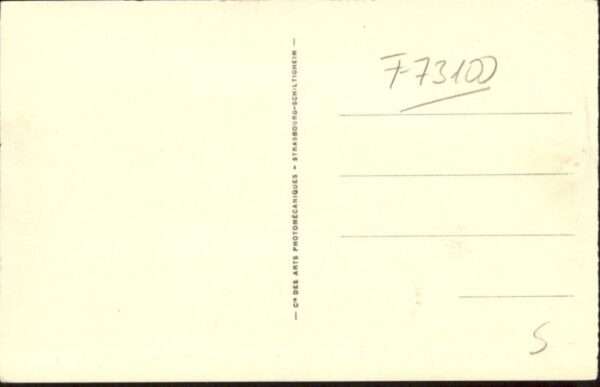 F-73100
— Cie DES ARTS PHOTOMÉCANIQUES - STRASBOURG-SCHILTIGHEIM —
S